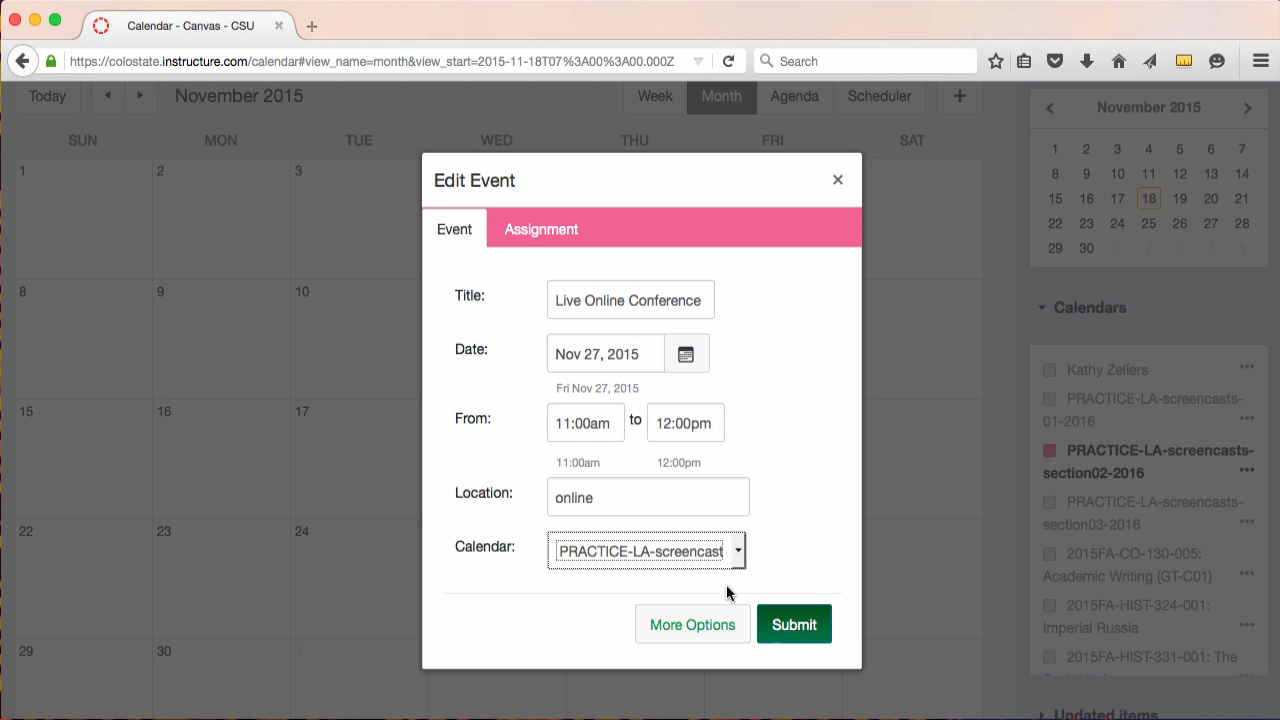 Calendar - Canvas - CSU
https://colostate.instructure.com/calendar#view_name=month&view_start=2015-11-18T07%3A00%3A00.000Z
Search
Today
November 2015
Week
Month
Agenda
Scheduler
+
SUN MON TUE WED THU FRI SAT
1 2 3
8 9 10
15 16 17
22 23 24
29 30 1
Edit Event
×
Event
Assignment
Title:
Live Online Conference
Date:
Nov 27, 2015
Fri Nov 27, 2015
From:
11:00am to 12:00pm
11:00am 12:00pm
Location:
online
Calendar:
PRACTICE-LA-screencast
More Options
Submit
November 2015
1 2 3 4 5 6 7
8 9 10 11 12 13 14
15 16 17 18 19 20 21
22 23 24 25 26 27 28
29 30 1 2 3 4 5
Calendars
Kathy Zellers
PRACTICE-LA-screencasts-
01-2016
PRACTICE-LA-screencasts-
section02-2016
PRACTICE-LA-screencasts-
section03-2016
2015FA-CO-130-005:
Academic Writing (GT-C01)
2015FA-HIST-324-001:
Imperial Russia
2015FA-HIST-331-001: The
Updated items